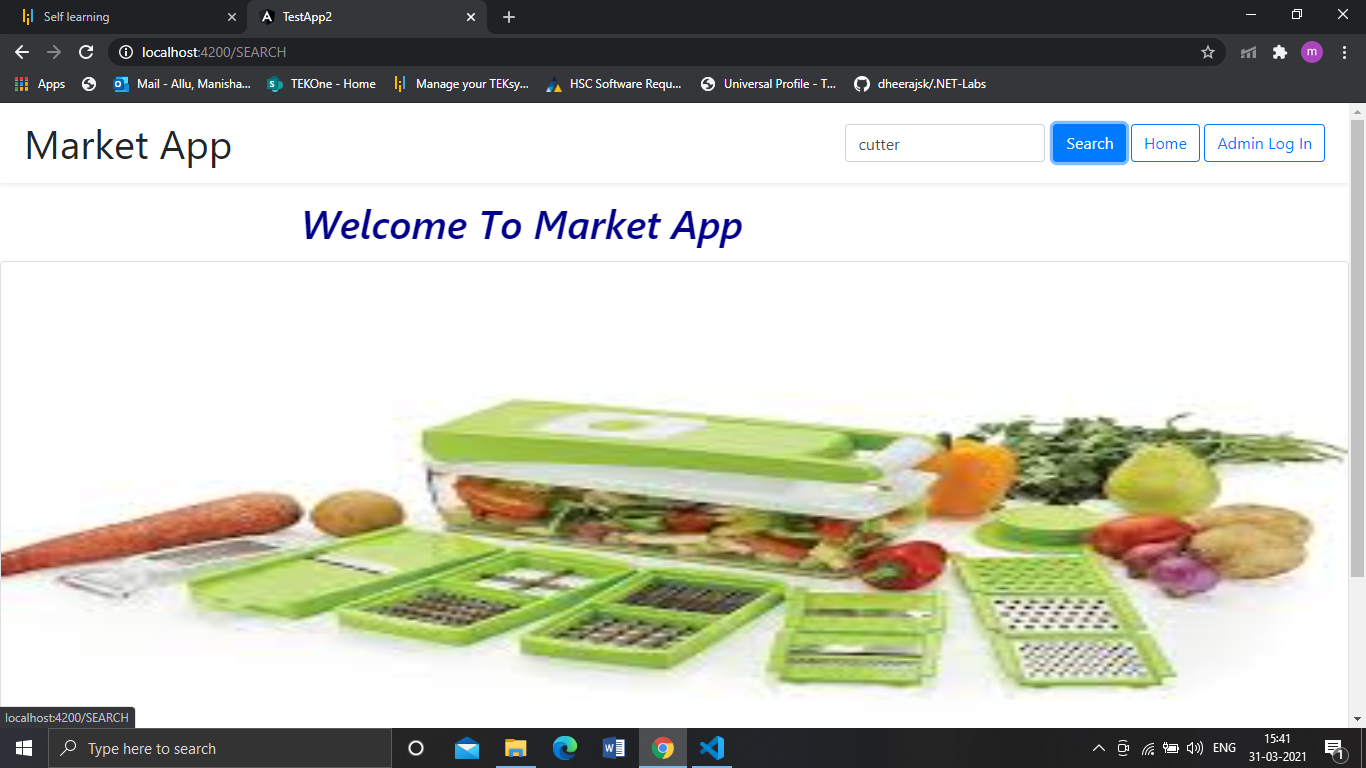 Self learning
TestApp2
localhost:4200/SEARCH
m
Apps
Mail - Allu, Manisha...
TEKOne - Home
Manage your TEKsy...
HSC Software Requ...
Universal Profile - T...
dheerajsk/.NET-Labs
Market App
cutter
Search
Home
Admin Log In
Welcome To Market App
localhost:4200/SEARCH
Type here to search
ENG
15:41
31-03-2021
1